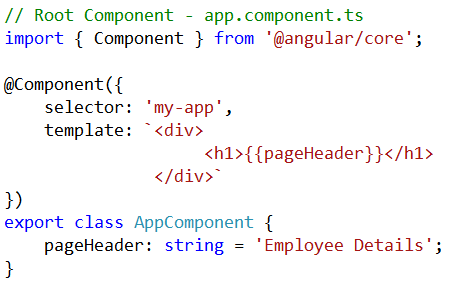 // Root Component - app.component.ts
import { Component } from '@angular/core';
@Component({
    selector: 'my-app',
    template: `<div>
                    <h1>{{pageHeader}}</h1>
               </div>`
})
export class AppComponent {
    pageHeader: string = 'Employee Details';
}